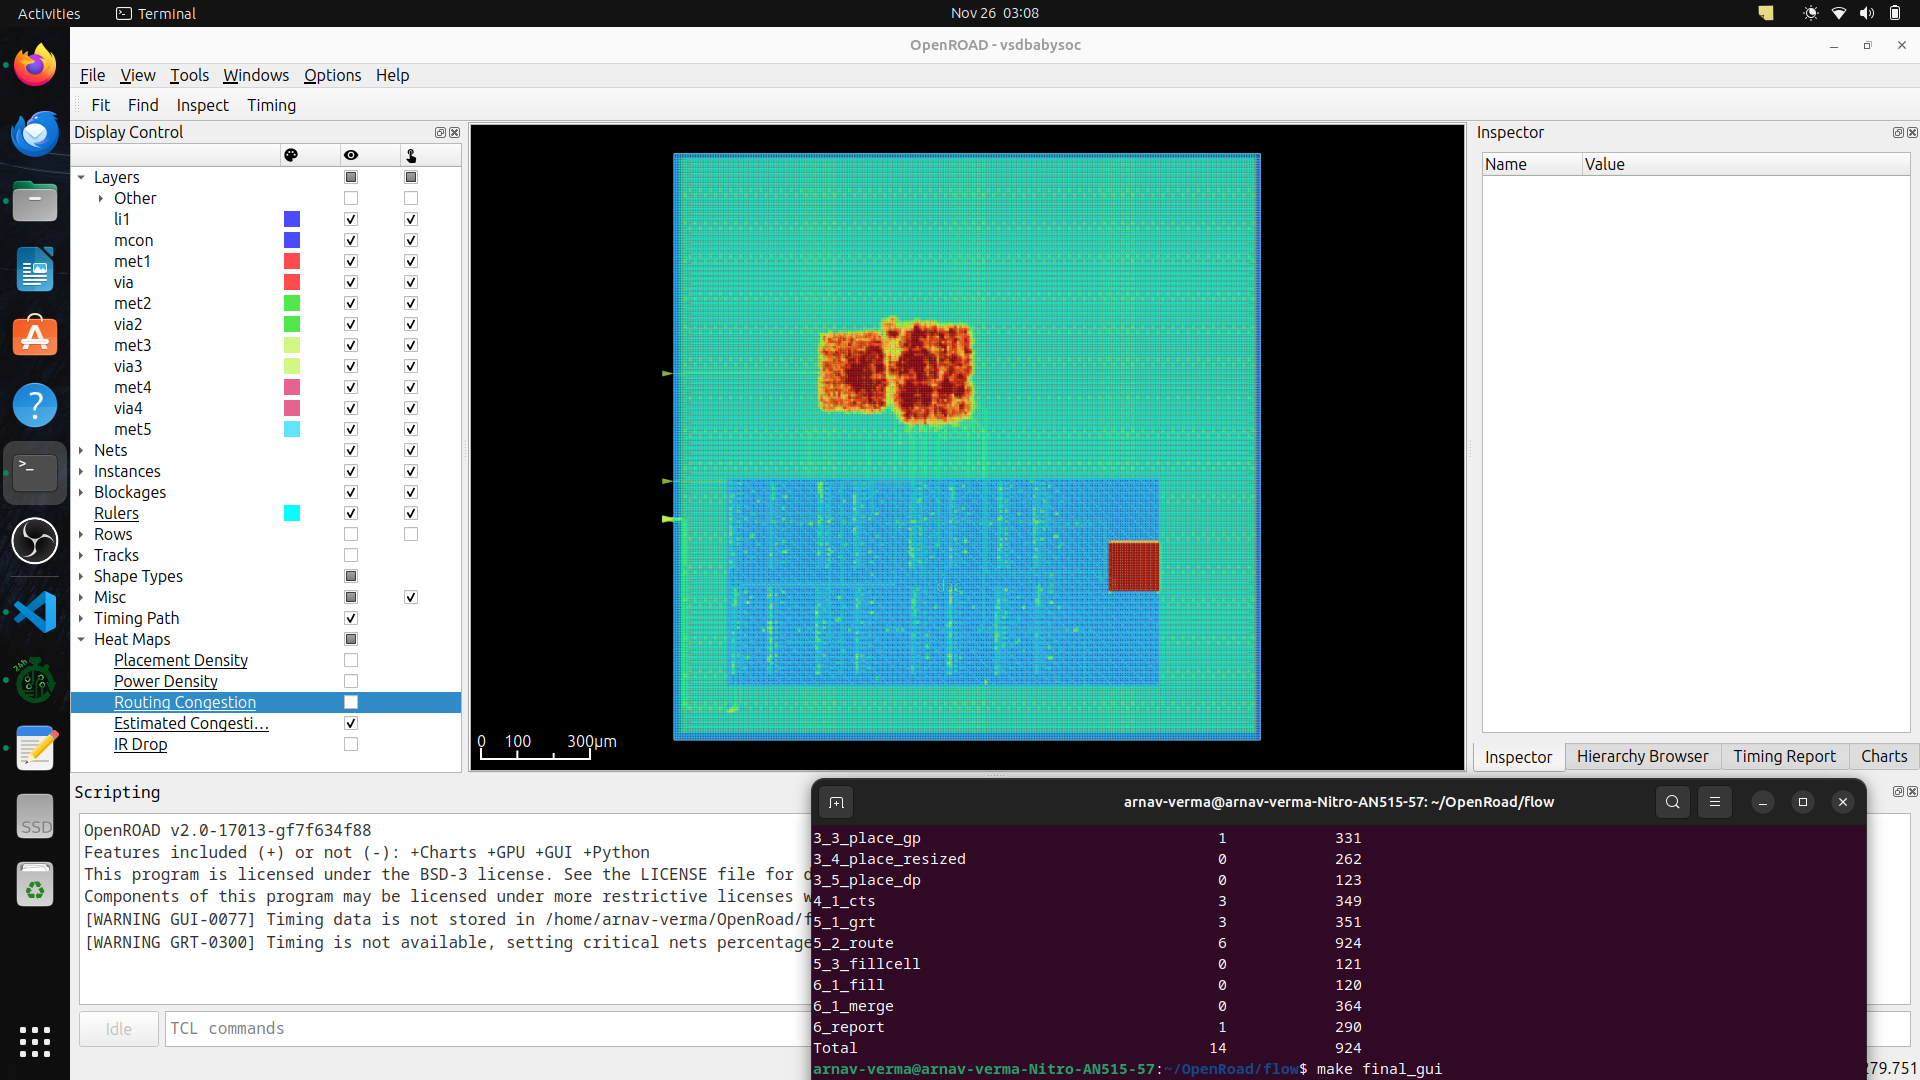 Activities
Terminal
Nov 26 03:08
OpenROAD - vsdbabysoc
File View Tools Windows Options Help
Fit Find Inspect Timing
Display Control
Layers
Other
li1
mcon
met1
via
met2
via2
met3
via3
met4
via4
met5
Nets
Instances
Blockages
Rulers
Rows
Tracks
Shape Types
Misc
Timing Path
Heat Maps
Placement Density
Power Density
Routing Congestion
Estimated Congesti...
IR Drop
0 100 300μm
Inspector
Name Value
Inspector Hierarchy Browser Timing Report Charts
Scripting
OpenROAD v2.0-17013-gf7f634f88
Features included (+) or not (-): +Charts +GPU +GUI +Python
This program is licensed under the BSD-3 license. See the LICENSE file for d
Components of this program may be licensed under more restrictive licenses w
[WARNING GUI-0077] Timing data is not stored in /home/arnav-verma/OpenRoad/f
[WARNING GRT-0300] Timing is not available, setting critical nets percentage
Idle
TCL commands
arnav-verma@arnav-verma-Nitro-AN515-57: ~/OpenRoad/flow
3_3_place_gp 1 331
3_4_place_resized 0 262
3_5_place_dp 0 123
4_1_cts 3 349
5_1_grt 3 351
5_2_route 6 924
5_3_fillcell 0 121
6_1_fill 0 120
6_1_merge 0 364
6_report 1 290
Total 14 924
arnav-verma@arnav-verma-Nitro-AN515-57:~/OpenRoad/flow$ make final_gui
279.751
SSD
24h